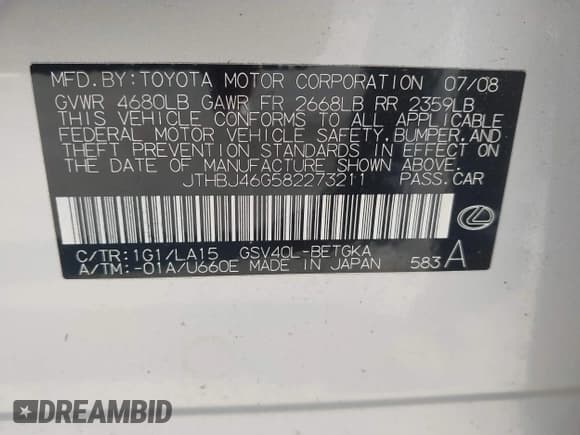 MFD. BY: TOYOTA MOTOR CORPORATION 07/08
GVWR 4680LB GAWR FR 2668LB RR 2359LB
THIS VEHICLE CONFORMS TO ALL APPLICABLE
FEDERAL MOTOR VEHICLE SAFETY, BUMPER, AND
THEFT PREVENTION STANDARDS IN EFFECT ON
THE DATE OF MANUFACTURE SHOWN ABOVE.
JTHBJ46G582273211 PASS.CAR
C/TR:1G1/LA15 GSV40L-BETGKA
A/TM:-01A/U660E MADE IN JAPAN 583 A
DREAMBID